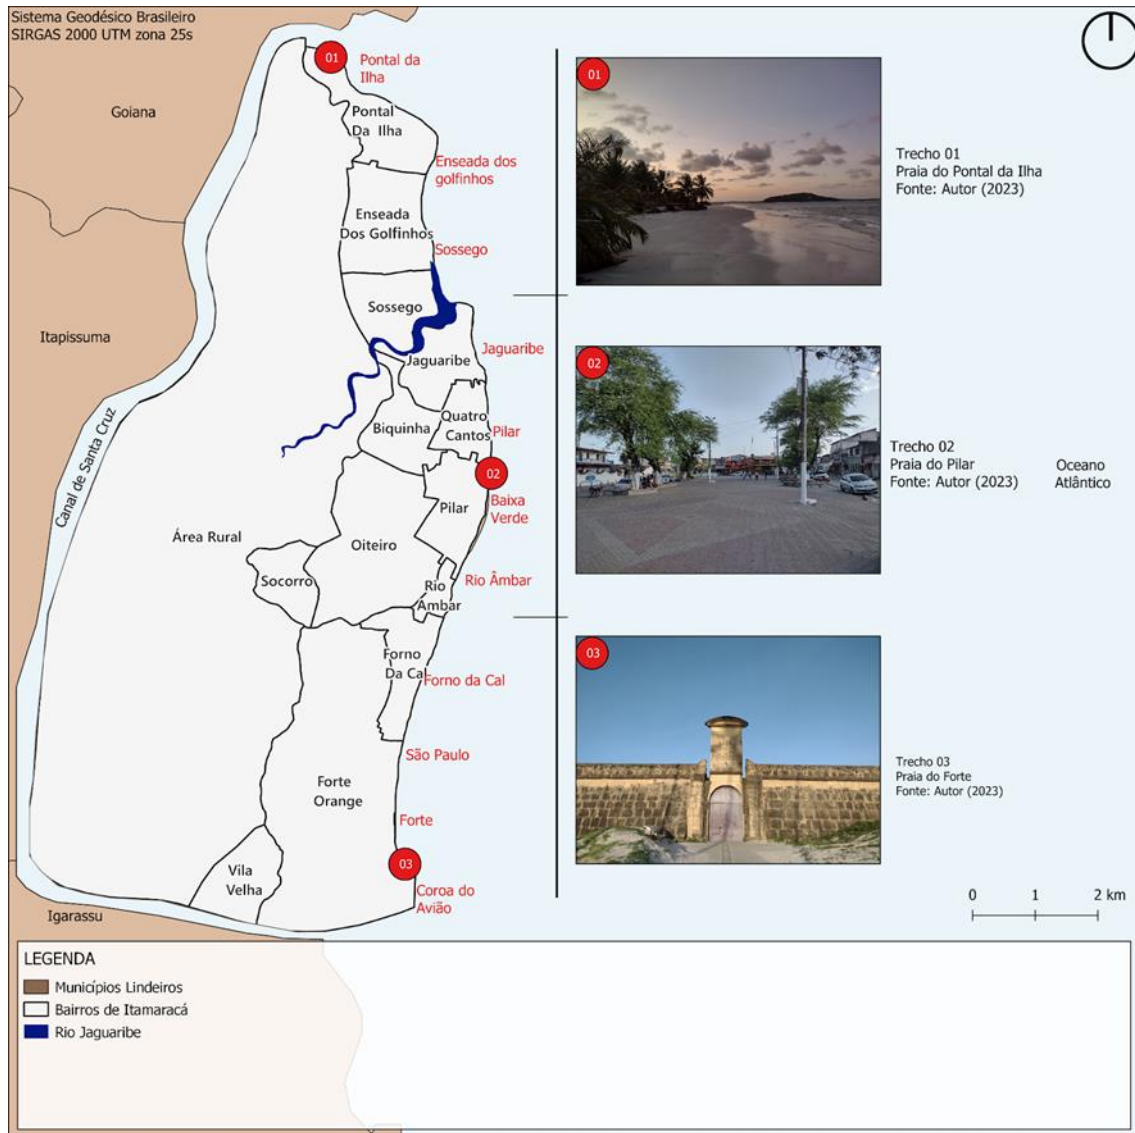 Sistema Geodésico Brasileiro
SIRGAS 2000 UTM zona 25s
01
Pontal da
Ilha
Goiana
Pontal
Da Ilha
Enseada dos
golfinhos
Enseada
Dos Golfinhos
Sossego
Sossego
Itapissuma
Jaguaribe
Jaguaribe
Quatro
Cantos
Biquinha
Pilar
02
Canal de Santa Cruz
Baixa
Verde
Pilar
Área Rural
Oiteiro
Socorro
Rio
Ambar
Rio Âmbar
Forno
Da Cal
Forno da Cal
São Paulo
Forte
Orange
Forte
03
Vila
Velha
Coroa do
Avião
Igarassu
01
Trecho 01
Praia do Pontal da Ilha
Fonte: Autor (2023)
02
Trecho 02
Praia do Pilar
Fonte: Autor (2023)
Oceano
Atlântico
03
Trecho 03
Praia do Forte
Fonte: Autor (2023)
0 1 2 km
LEGENDA
Municípios Lindeiros
Bairros de Itamaracá
Rio Jaguaribe